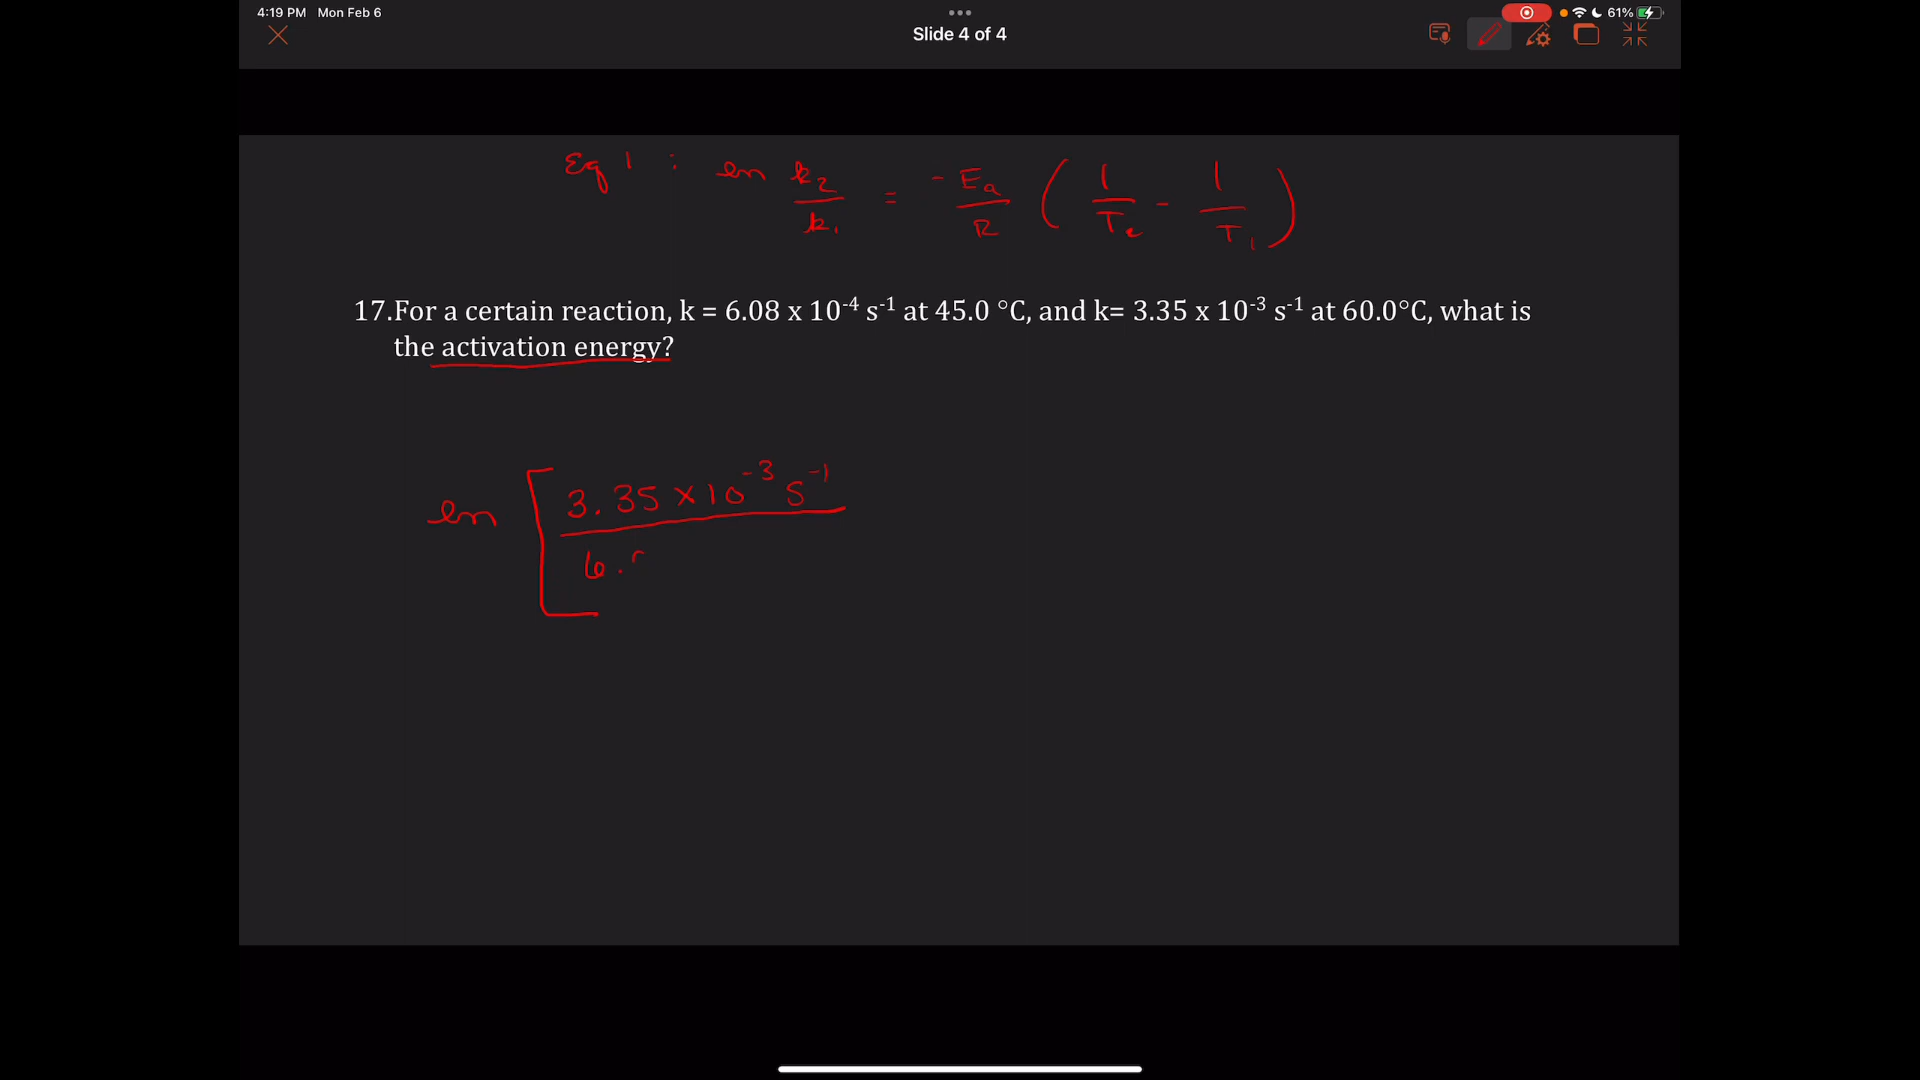 4:19 PM Mon Feb 6
61%
Slide 4 of 4
Eq 1 : ln k₂/k₁ = -Ea/R ( 1/T₂ - 1/T₁ )
17.For a certain reaction, k = 6.08 x 10⁻⁴ s⁻¹ at 45.0 °C, and k= 3.35 x 10⁻³ s⁻¹ at 60.0°C, what is
the activation energy?
ln [ 3.35 × 10⁻³ s⁻¹
6.